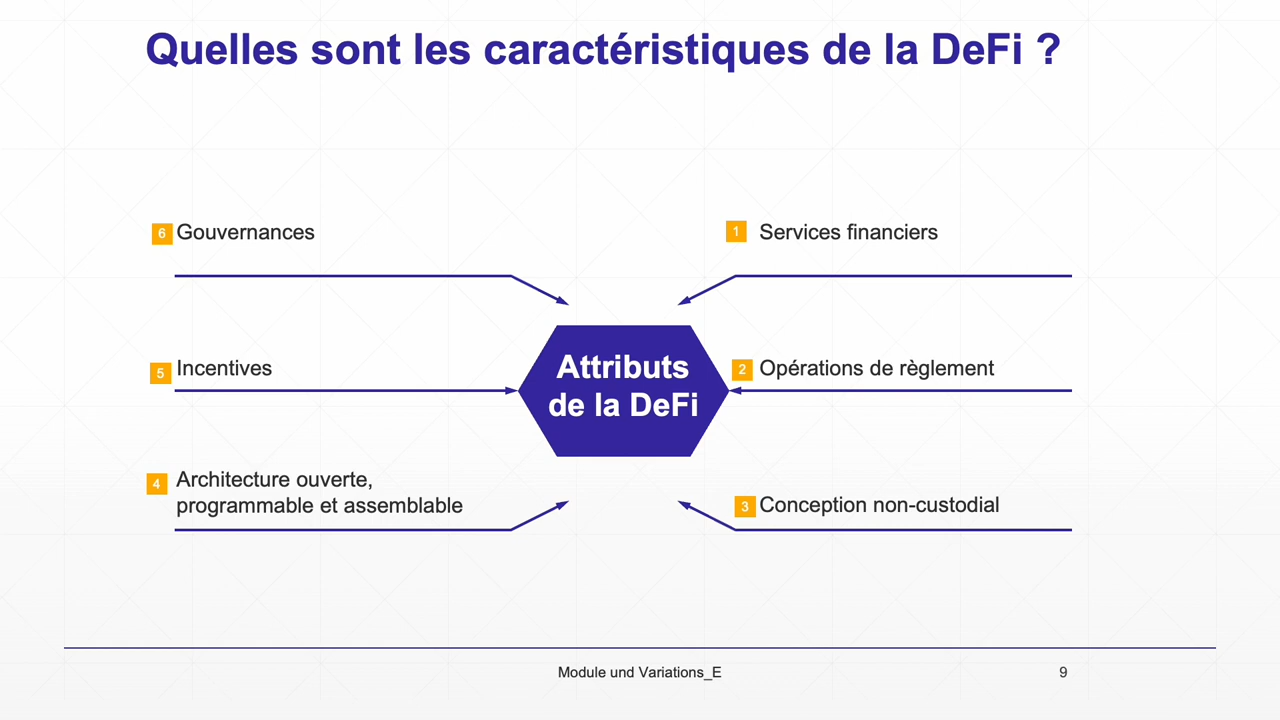 Quelles sont les caractéristiques de la DeFi ?
6 Gouvernances
1 Services financiers
5 Incentives
Attributs
de la DeFi
2 Opérations de règlement
4 Architecture ouverte,
programmable et assemblable
3 Conception non-custodial
Module und Variations_E
9